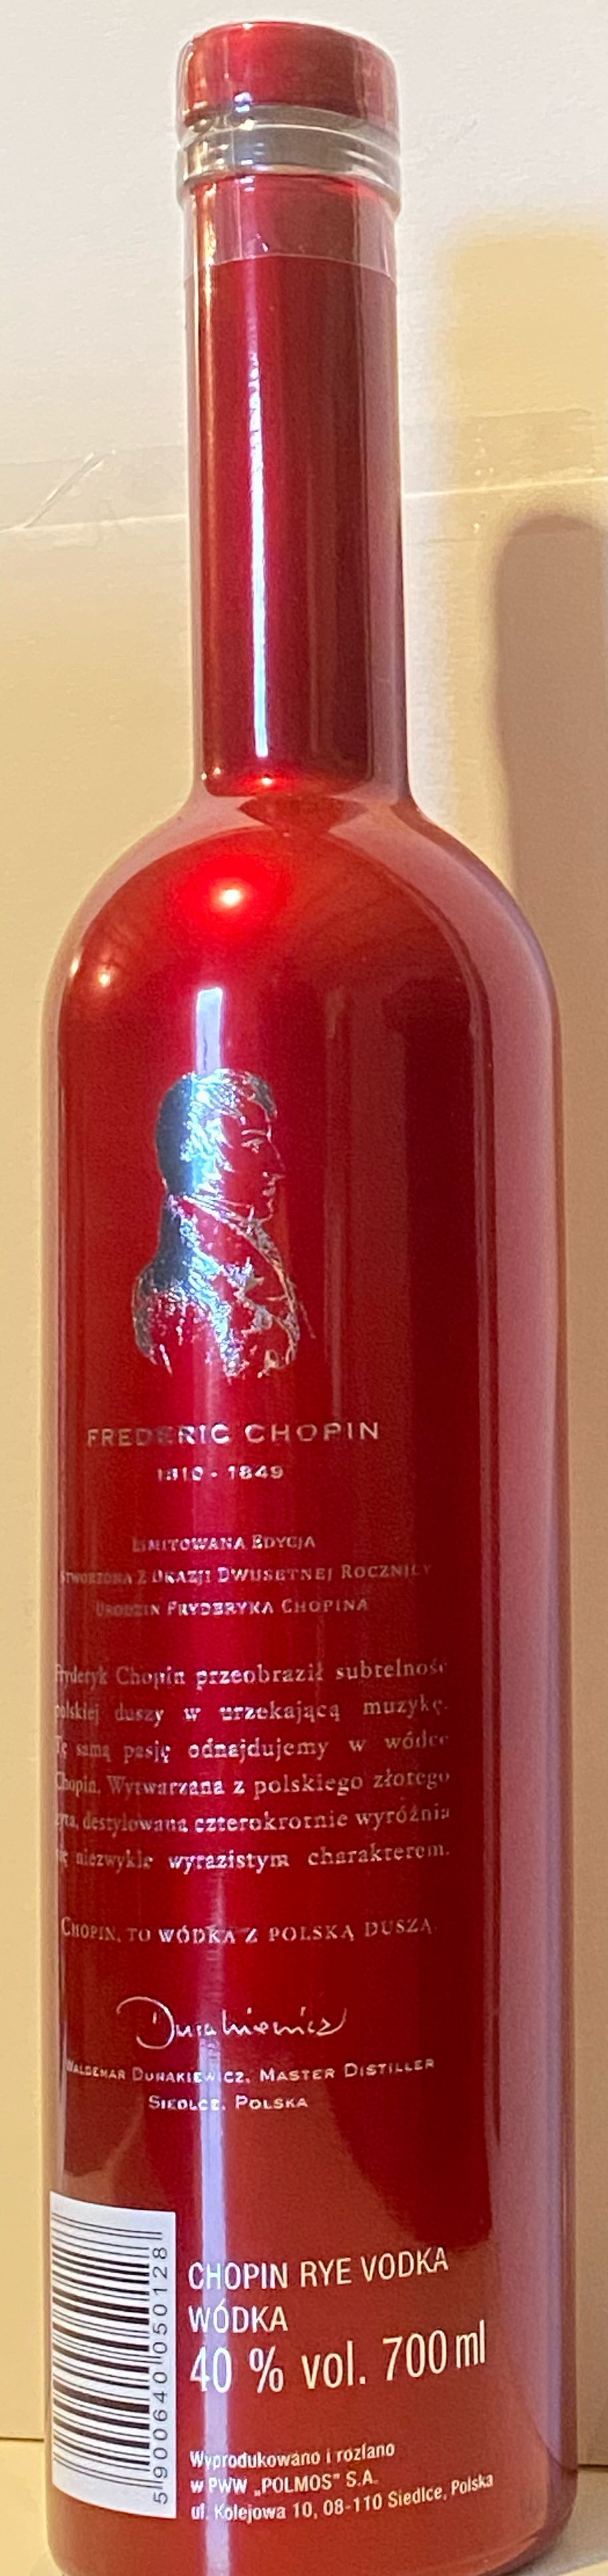 FREDERIC CHOPIN
1810 - 1849
LIMITOWANA EDYCJA
STWORZONA Z OKAZJI DWUSETNEJ ROCZNICY
URODZIN FRYDERYKA CHOPINA
Fryderyk Chopin przeobraził subtelność
polskiej duszy w urzekającą muzykę.
Tę samą pasję odnajdujemy w wódce
Chopin. Wytwarzana z polskiego złotego
żyta, destylowana czterokrotnie wyróżnia
się niezwykle wyrazistym charakterem.
CHOPIN, TO WÓDKA Z POLSKĄ DUSZĄ.
Durakiewicz
WALDEMAR DURAKIEWICZ, MASTER DISTILLER
SIEDLCE, POLSKA
5 900640 050128
CHOPIN RYE VODKA
WÓDKA
40 % vol. 700 ml
Wyprodukowano i rozlano
w PWW „POLMOS” S.A.
ul. Kolejowa 10, 08-110 Siedlce, Polska